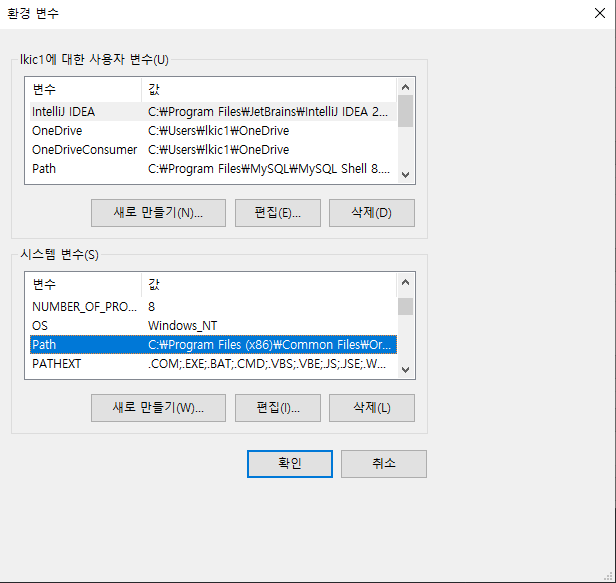 환경 변수
lkic1에 대한 사용자 변수(U)
변수 값
IntelliJ IDEA C:₩Program Files₩JetBrains₩IntelliJ IDEA 2...
OneDrive C:₩Users₩lkic1₩OneDrive
OneDriveConsumer C:₩Users₩lkic1₩OneDrive
Path C:₩Program Files₩MySQL₩MySQL Shell 8....
새로 만들기(N)... 편집(E)... 삭제(D)
시스템 변수(S)
변수 값
NUMBER_OF_PRO... 8
OS Windows_NT
Path C:₩Program Files (x86)₩Common Files₩Or...
PATHEXT .COM;.EXE;.BAT;.CMD;.VBS;.VBE;.JS;.JSE;.W...
새로 만들기(W)... 편집(I)... 삭제(L)
확인 취소